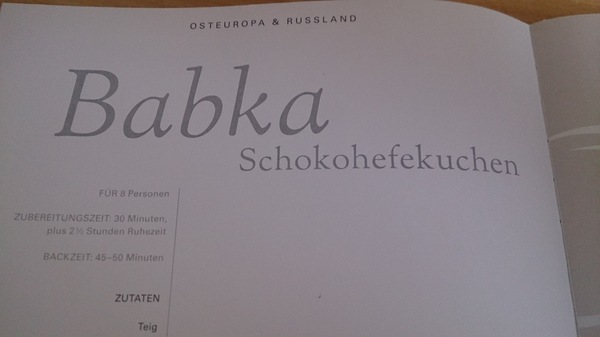 OSTEUROPA & RUSSLAND
Babka
Schokohefekuchen
FÜR 8 Personen
ZUBEREITUNGSZEIT: 30 Minuten,
plus 2½ Stunden Ruhezeit
BACKZEIT: 45–50 Minuten
ZUTATEN
Teig